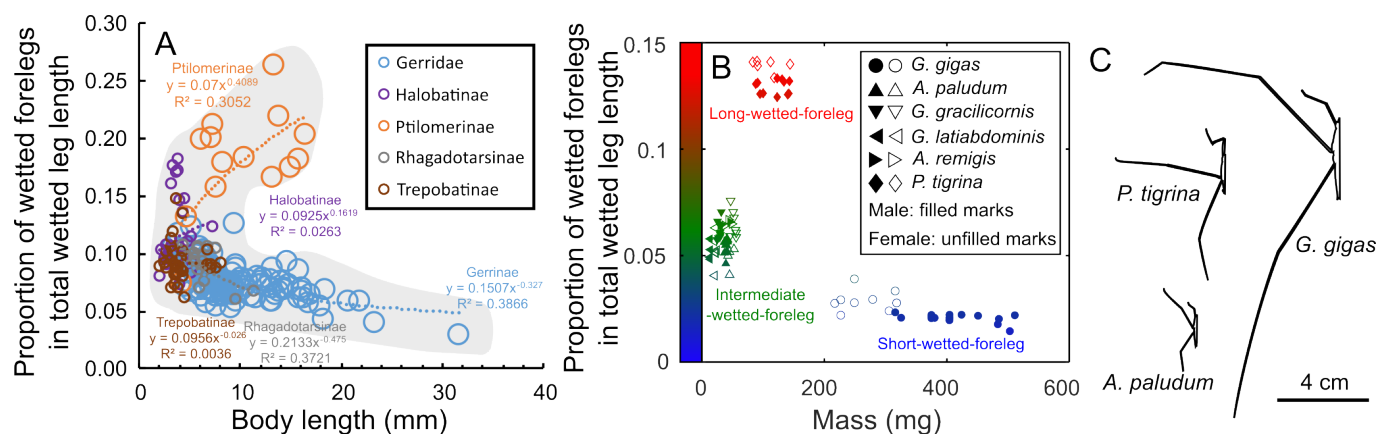 Proportion of wetted forelegs
in total wetted leg length
0.30
0.25
0.20
0.15
0.10
0.05
0.00
A
Ptilomerinae
y = 0.07x^0.4089
R² = 0.3052
Gerridae
Halobatinae
Ptilomerinae
Rhagadotarsinae
Trepobatinae
Halobatinae
y = 0.0925x^0.1619
R² = 0.0263
Gerrinae
y = 0.1507x^-0.327
R² = 0.3866
Trepobatinae
y = 0.0956x^-0.026
R² = 0.0036
Rhagadotarsinae
y = 0.2133x^-0.475
R² = 0.3721
0 10 20 30 40
Body length (mm)
Proportion of wetted forelegs
in total wetted leg length
0.15
0.1
0.05
0
B
Long-wetted-foreleg
G. gigas
A. paludum
G. gracilicornis
G. latiabdominis
A. remigis
P. tigrina
Male: filled marks
Female: unfilled marks
Intermediate
-wetted-foreleg
Short-wetted-foreleg
0 200 400 600
Mass (mg)
C
P. tigrina
G. gigas
A. paludum
4 cm